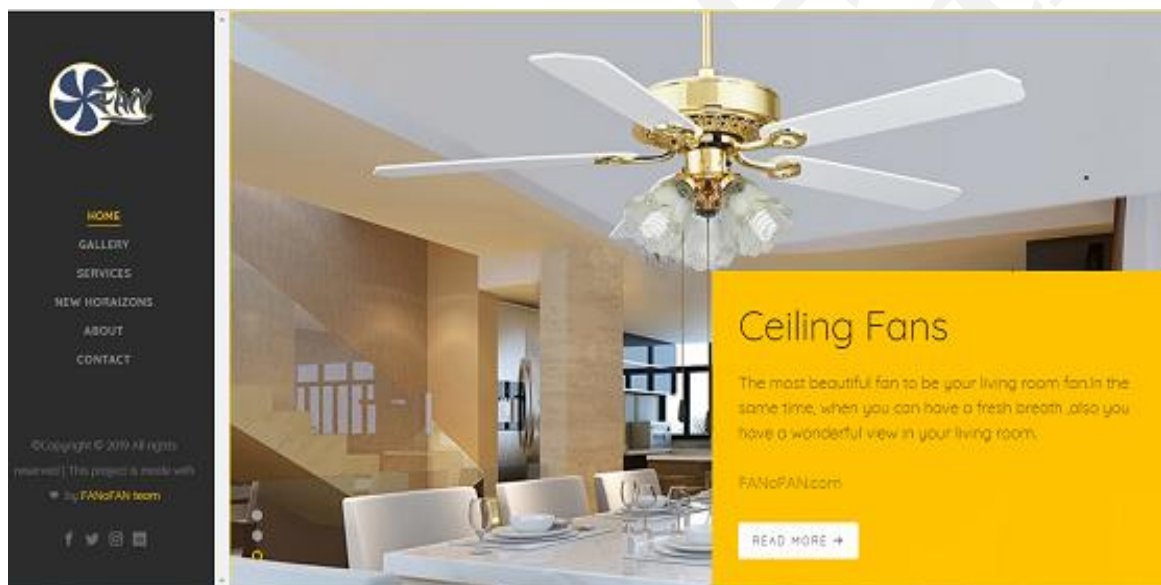 FAN
HOME
GALLERY
SERVICES
NEW HORAIZONS
ABOUT
CONTACT
©Copyright © 2019 All rights
reserved | This project is made with
♥ by FANoFAN team
Ceiling Fans
The most beautiful fan to be your living room fan.In the
same time, when you can have a fresh breath ,also you
have a wonderful view in your living room.
FANoFAN.com
READ MORE →